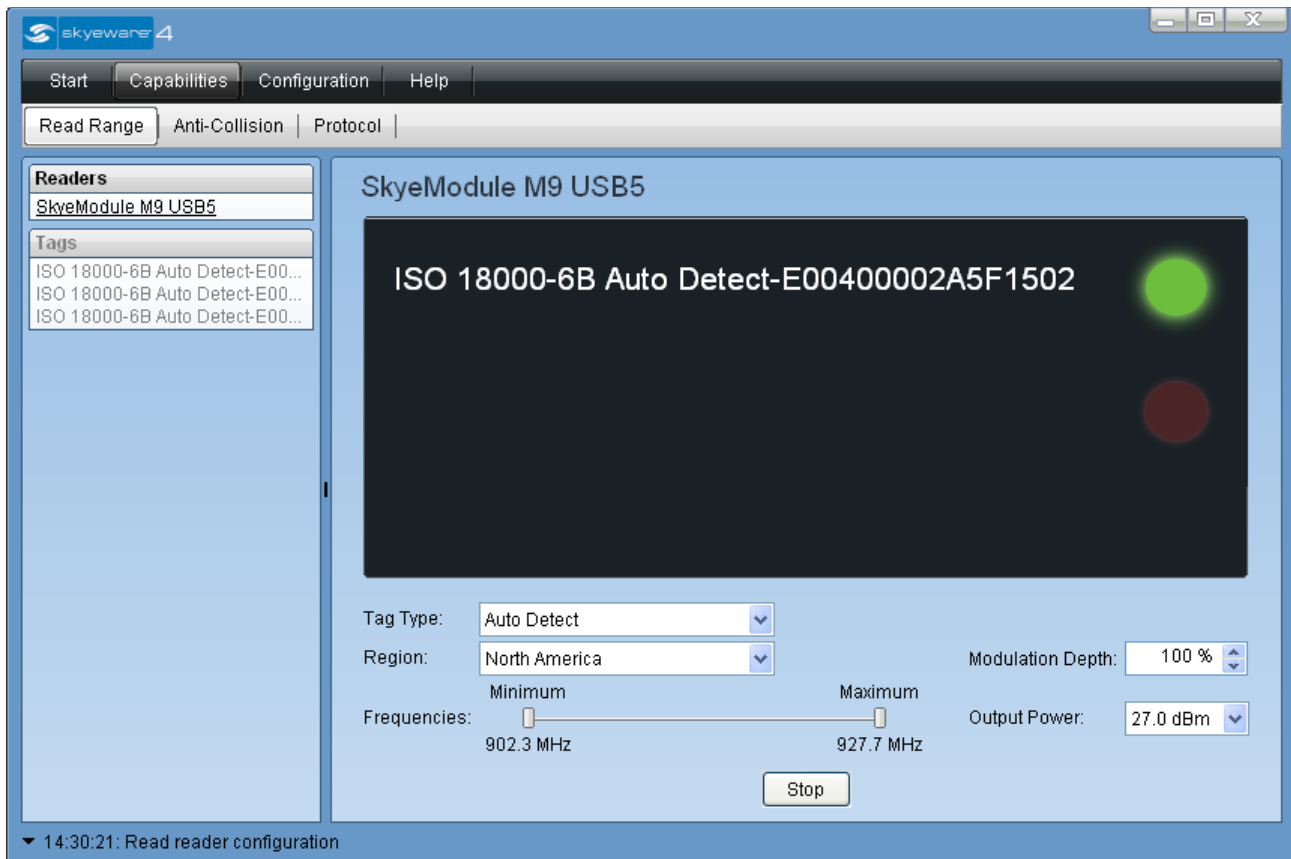 skyeware 4
Start Capabilities Configuration Help
Read Range Anti-Collision Protocol
Readers
SkyeModule M9 USB5
Tags
ISO 18000-6B Auto Detect-E00...
ISO 18000-6B Auto Detect-E00...
ISO 18000-6B Auto Detect-E00...
SkyeModule M9 USB5
ISO 18000-6B Auto Detect-E00400002A5F1502
Tag Type: Auto Detect
Region: North America
Modulation Depth: 100 %
Minimum Maximum
Frequencies:
Output Power: 27.0 dBm
902.3 MHz 927.7 MHz
Stop
14:30:21: Read reader configuration